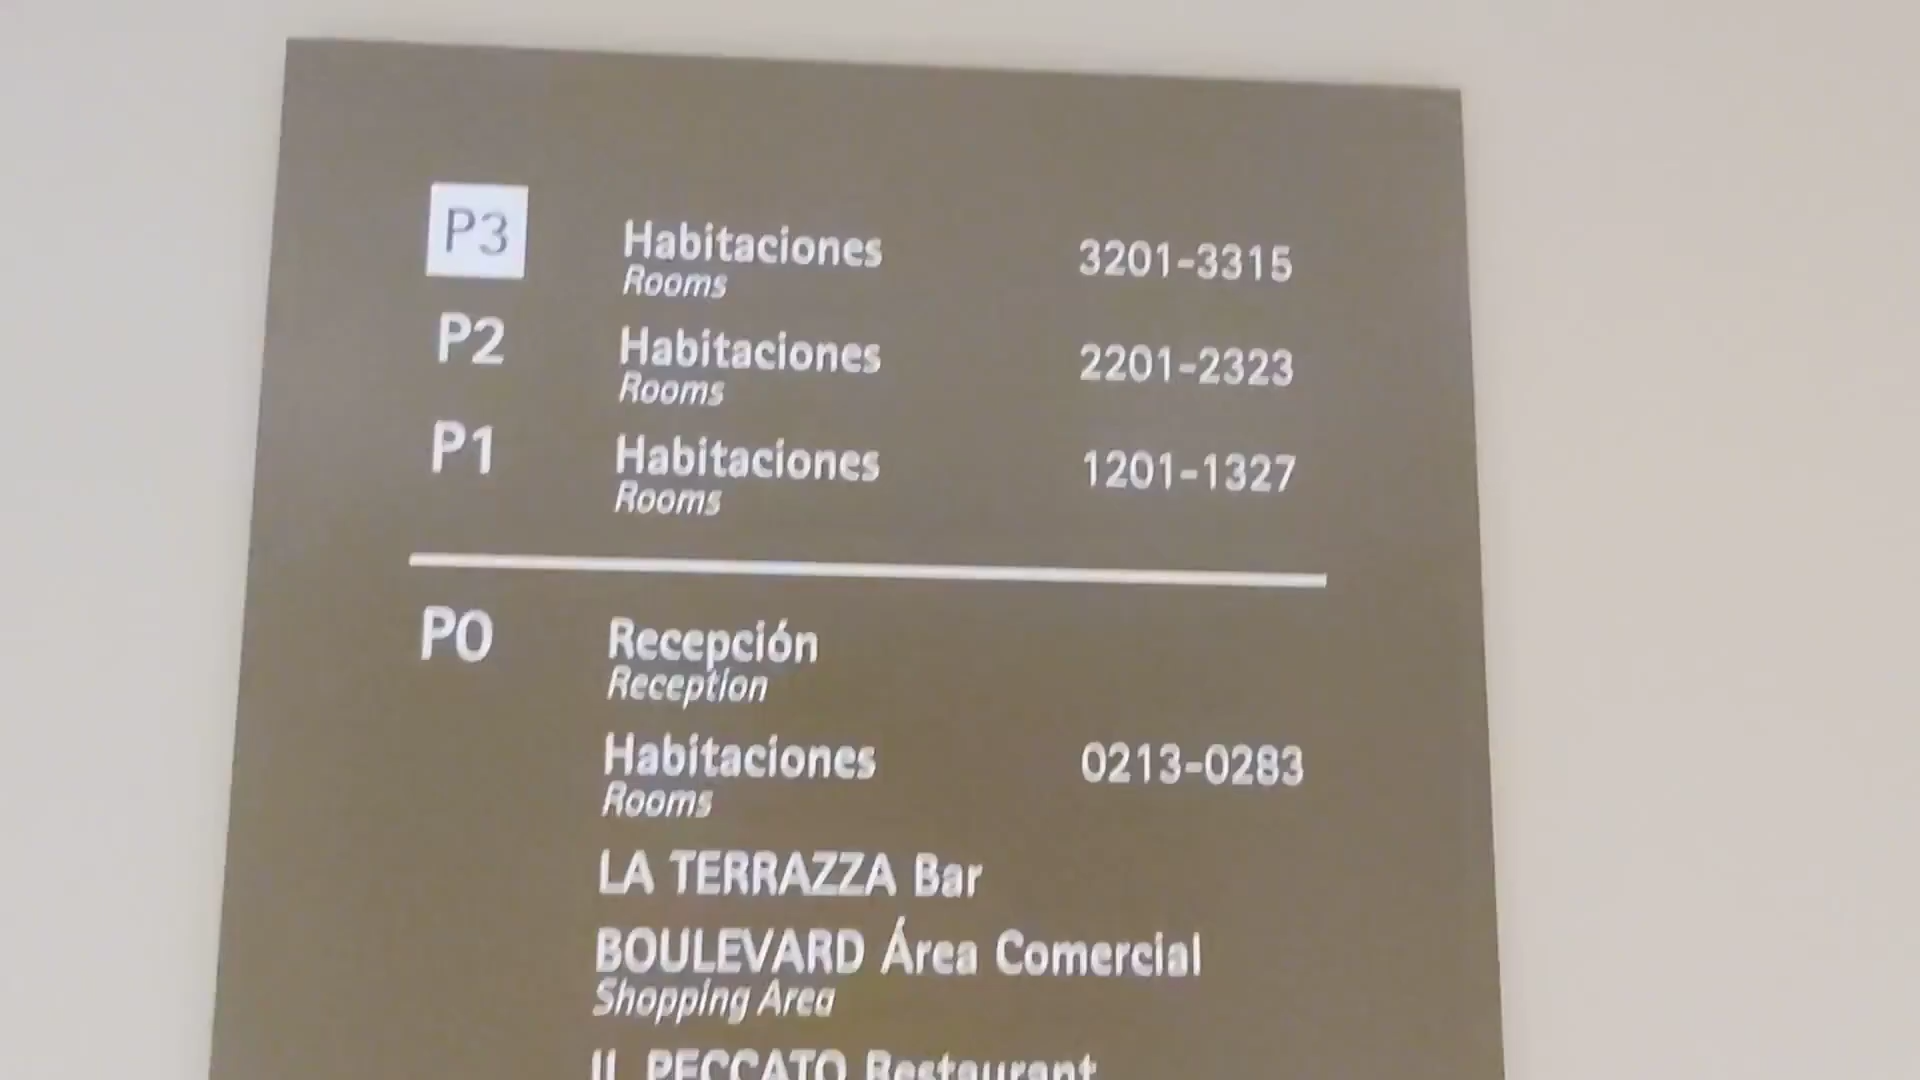 P3 Habitaciones 3201-3315
Rooms
P2 Habitaciones 2201-2323
Rooms
P1 Habitaciones 1201-1327
Rooms
P0 Recepción
Reception
Habitaciones 0213-0283
Rooms
LA TERRAZZA Bar
BOULEVARD Área Comercial
Shopping Area
IL PECCATO Restaurant